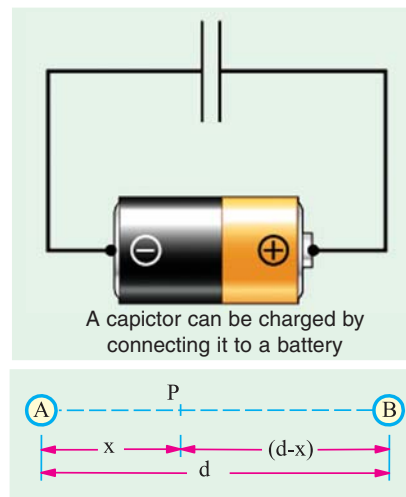 − +
A capictor can be charged by
connecting it to a battery
P
A B
x (d-x)
d